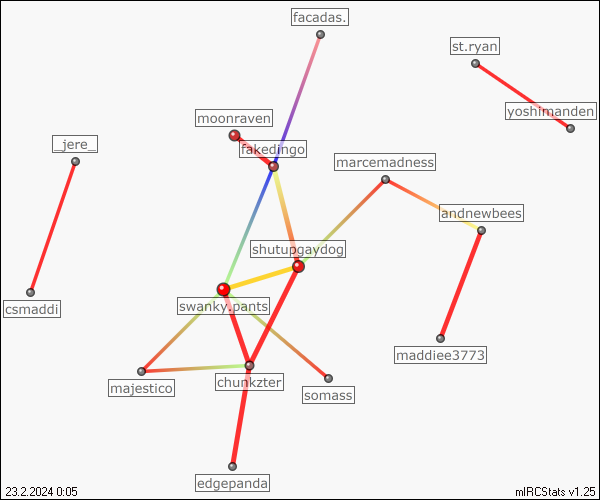 facadas.
st.ryan
yoshimanden
moonraven
_jere_
fakedingo
marcemadness
andnewbees
shutupgaydog
swanky.pants
csmaddi
maddiee3773
majestico
chunkzter
somass
edgepanda
23.2.2024 0:05
mIRCStats v1.25